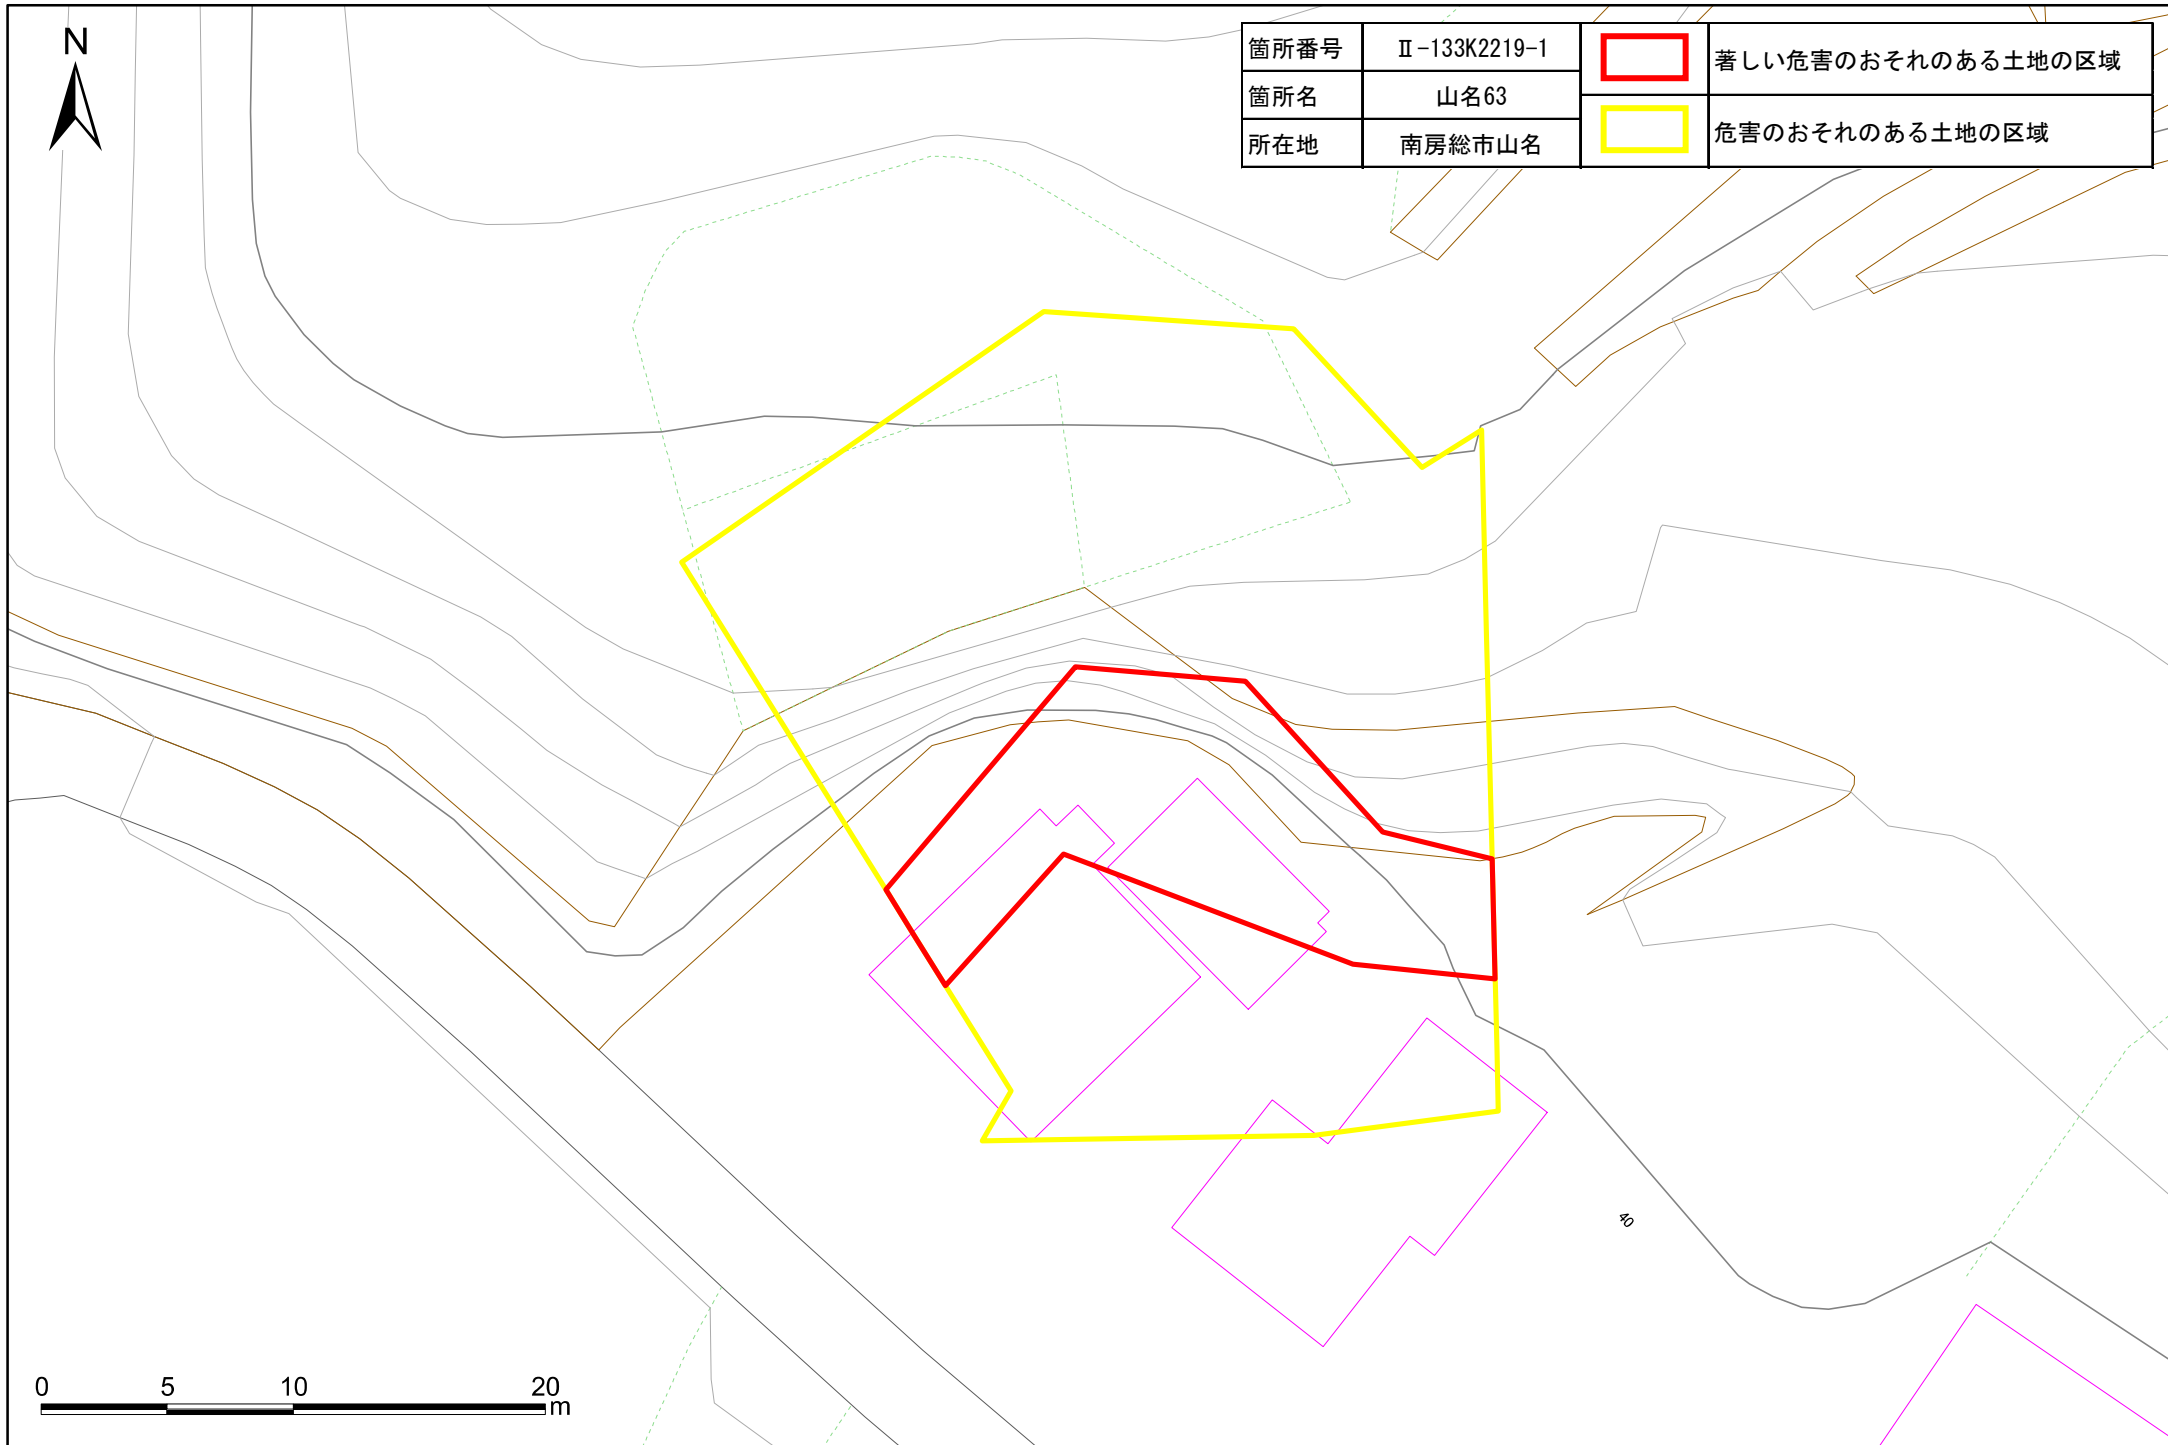 N
箇所番号 Ⅱ-133K2219-1
箇所名 山名63
所在地 南房総市山名
著しい危害のおそれのある土地の区域
危害のおそれのある土地の区域
40
0 5 10 20
m